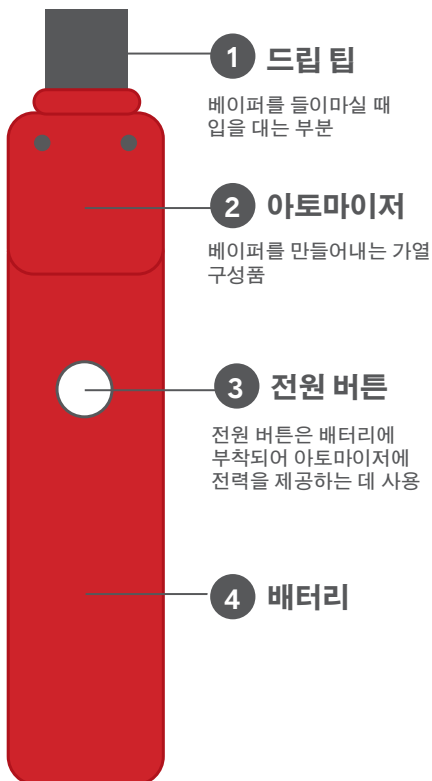 1 드립 팁
베이퍼를 들이마실 때
입을 대는 부분
2 아토마이저
베이퍼를 만들어내는 가열
구성품
3 전원 버튼
전원 버튼은 배터리에
부착되어 아토마이저에
전력을 제공하는 데 사용
4 배터리